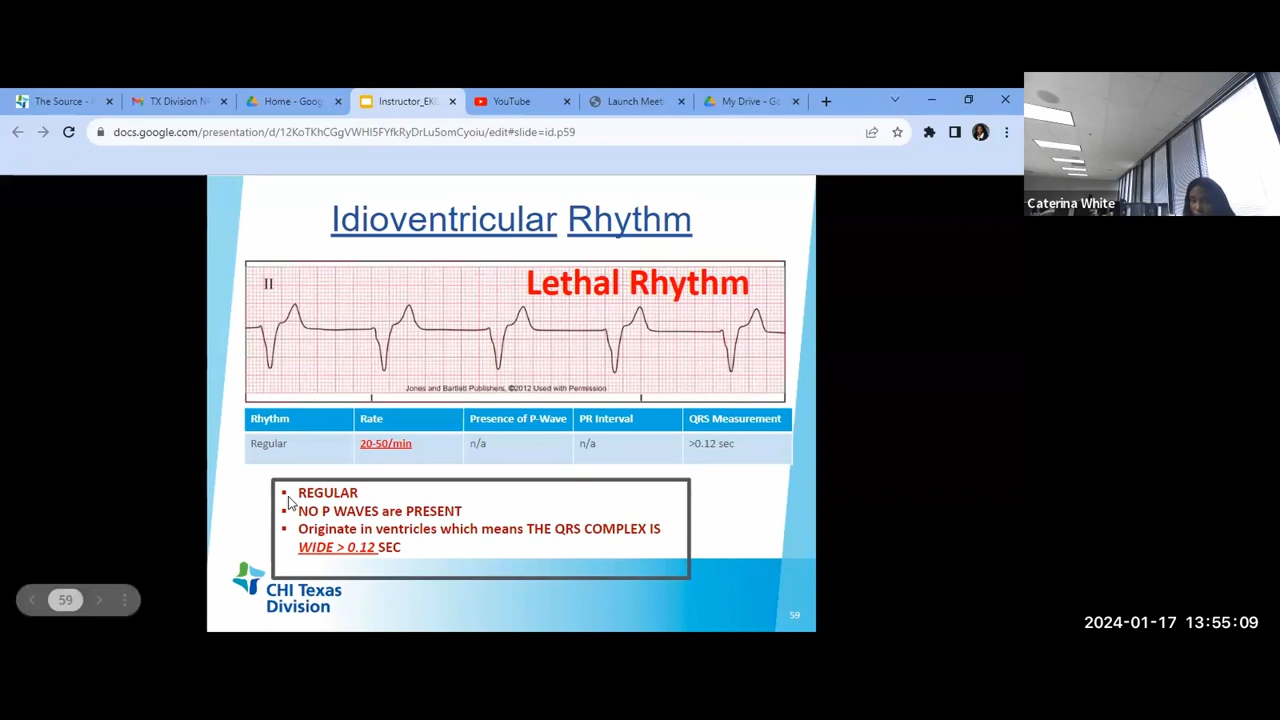 The Source -
TX Division N
Home - Goog
Instructor_EK
YouTube
Launch Meeti
My Drive - Go
docs.google.com/presentation/d/12KoTKhCGgVWHI5FYfkRyDrLu5omCyoiu/edit#slide=id.p59
Caterina White
Idioventricular Rhythm
II
Lethal Rhythm
Jones and Bartlett Publishers, ©2012 Used with Permission
Rhythm Rate Presence of P-Wave PR Interval QRS Measurement
Regular 20-50/min n/a n/a >0.12 sec
▪ REGULAR
▪ NO P WAVES are PRESENT
▪ Originate in ventricles which means THE QRS COMPLEX IS
WIDE > 0.12 SEC
CHI Texas
Division
59
59
2024-01-17 13:55:09